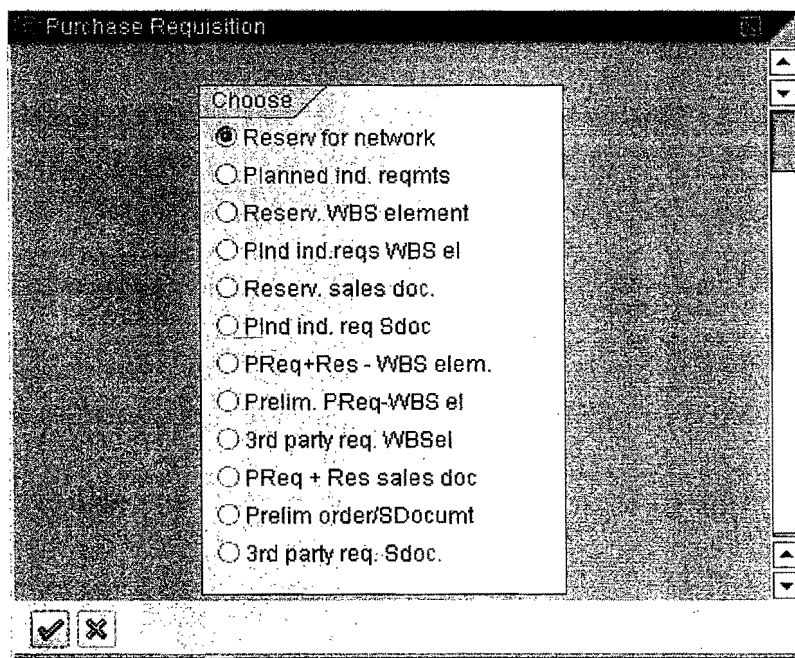 Purchase Requisition
Choose
Reserv for network
Planned ind. reqmts
Reserv. WBS element
Plnd ind.reqs WBS el
Reserv. sales doc.
Plnd ind. req Sdoc
PReq+Res - WBS elem.
Prelim. PReq-WBS el
3rd party req. WBSel
PReq + Res sales doc
Prelim order/SDocumt
3rd party req. Sdoc.